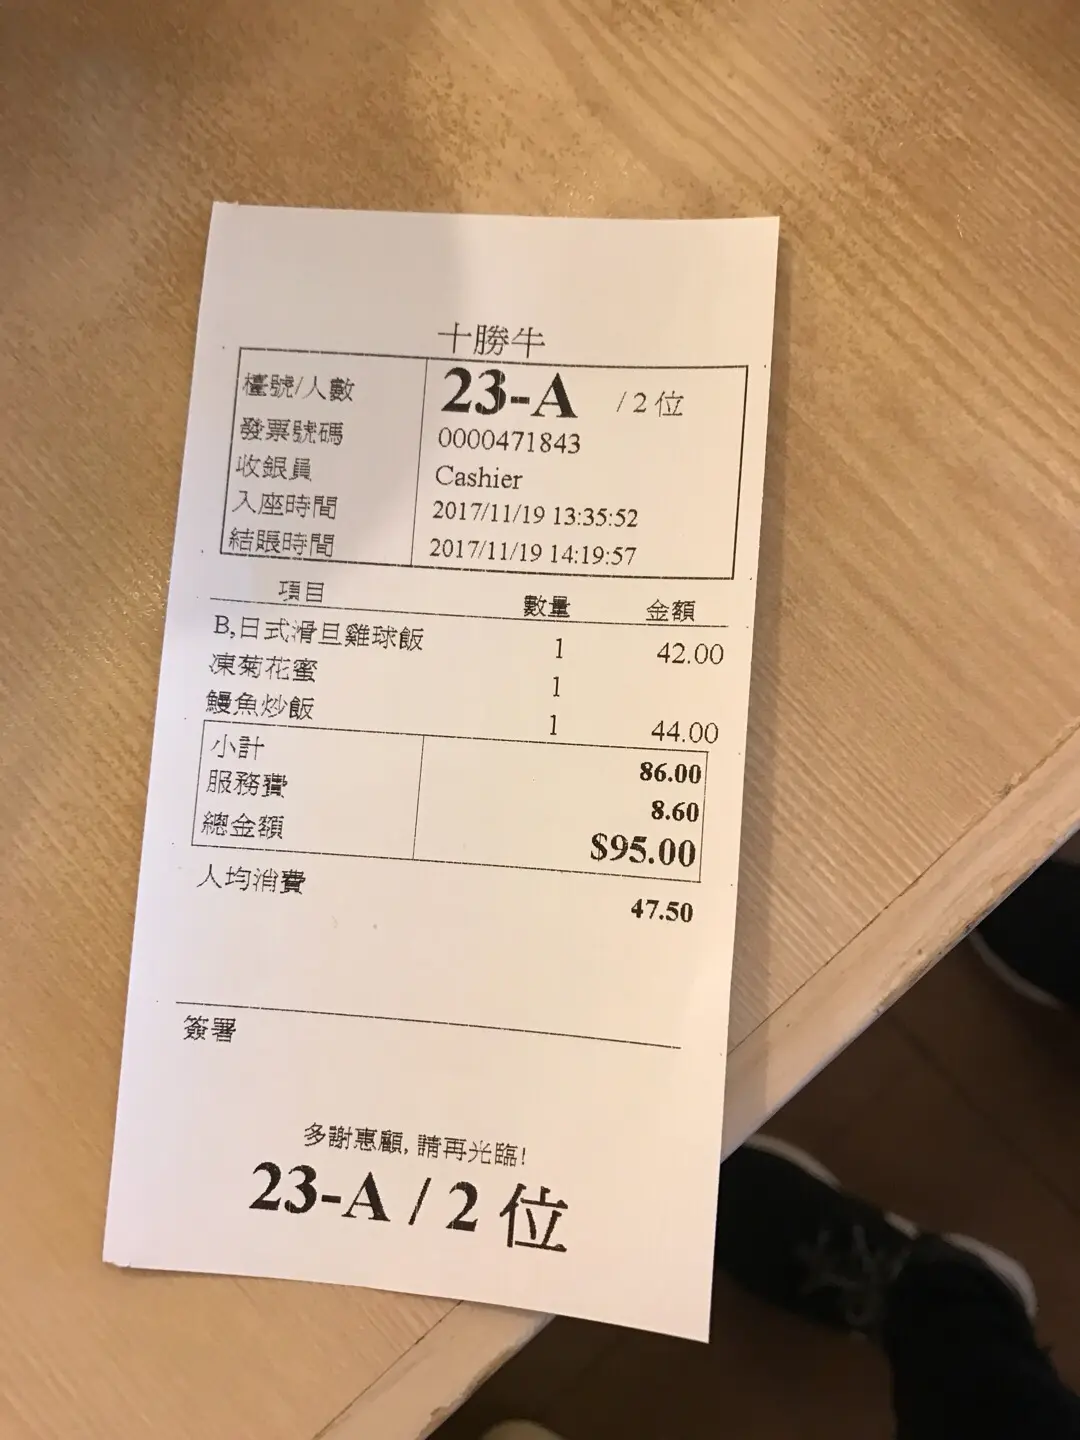 十勝牛
檯號/人數 23-A /2 位
發票號碼 0000471843
收銀員 Cashier
入座時間 2017/11/19 13:35:52
結賬時間 2017/11/19 14:19:57
項目 數量 金額
B,日式滑旦雞球飯 1 42.00
凍菊花蜜 1
鰻魚炒飯 1 44.00
小計 86.00
服務費 8.60
總金額 $95.00
人均消費 47.50
簽署
多謝惠顧, 請再光臨!
23-A / 2 位